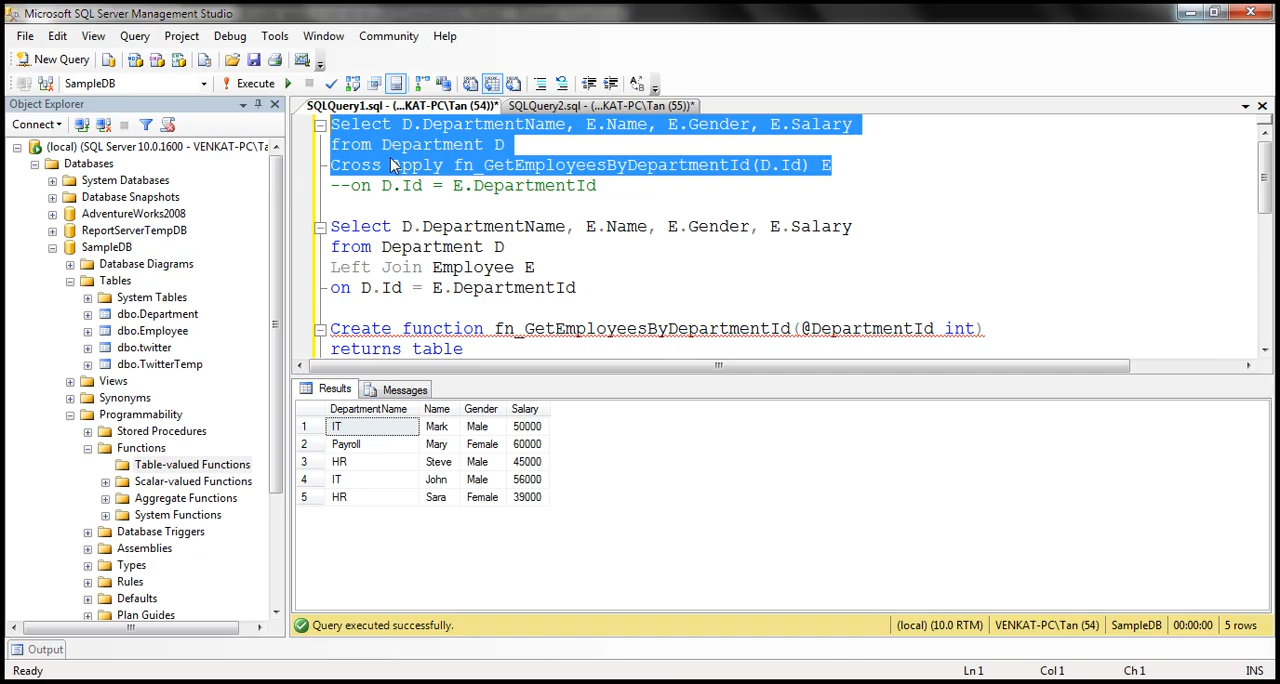 Microsoft SQL Server Management Studio
File Edit View Query Project Debug Tools Window Community Help
New Query
SampleDB Execute
Object Explorer
Connect
(local) (SQL Server 10.0.1600 - VENKAT-PC\Tan
Databases
System Databases
Database Snapshots
AdventureWorks2008
ReportServerTempDB
SampleDB
Database Diagrams
Tables
System Tables
dbo.Department
dbo.Employee
dbo.twitter
dbo.TwitterTemp
Views
Synonyms
Programmability
Stored Procedures
Functions
Table-valued Functions
Scalar-valued Functions
Aggregate Functions
System Functions
Database Triggers
Assemblies
Types
Rules
Defaults
Plan Guides
SQLQuery1.sql - (...KAT-PC\Tan (54))* SQLQuery2.sql - (...KAT-PC\Tan (55))*
Select D.DepartmentName, E.Name, E.Gender, E.Salary
from Department D
Cross Apply fn_GetEmployeesByDepartmentId(D.Id) E
--on D.Id = E.DepartmentId
Select D.DepartmentName, E.Name, E.Gender, E.Salary
from Department D
Left Join Employee E
on D.Id = E.DepartmentId
Create function fn_GetEmployeesByDepartmentId(@DepartmentId int)
returns table
Results Messages
DepartmentName Name Gender Salary
1 IT Mark Male 50000
2 Payroll Mary Female 60000
3 HR Steve Male 45000
4 IT John Male 56000
5 HR Sara Female 39000
Query executed successfully. (local) (10.0 RTM) VENKAT-PC\Tan (54) SampleDB 00:00:00 5 rows
Output
Ready Ln 1 Col 1 Ch 1 INS